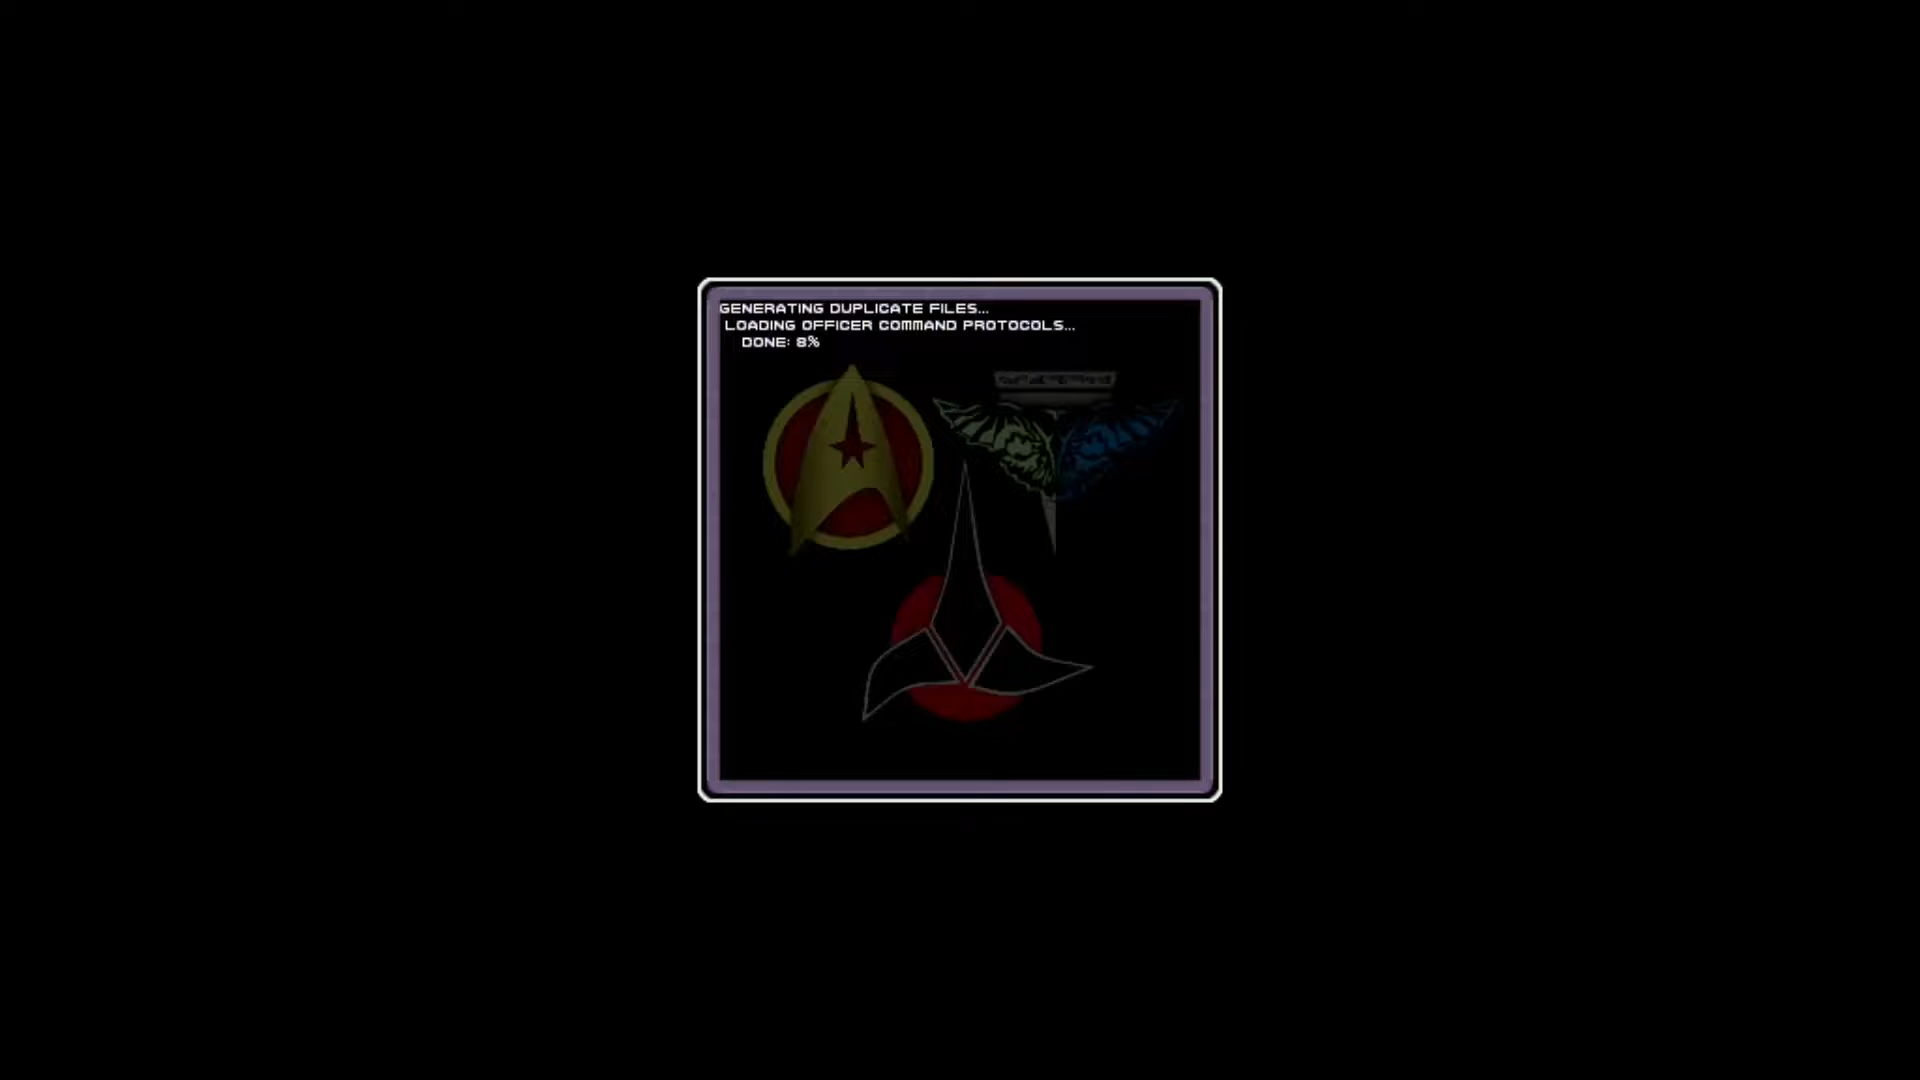 GENERATING DUPLICATE FILES...
LOADING OFFICER COMMAND PROTOCOLS...
DONE: 8%